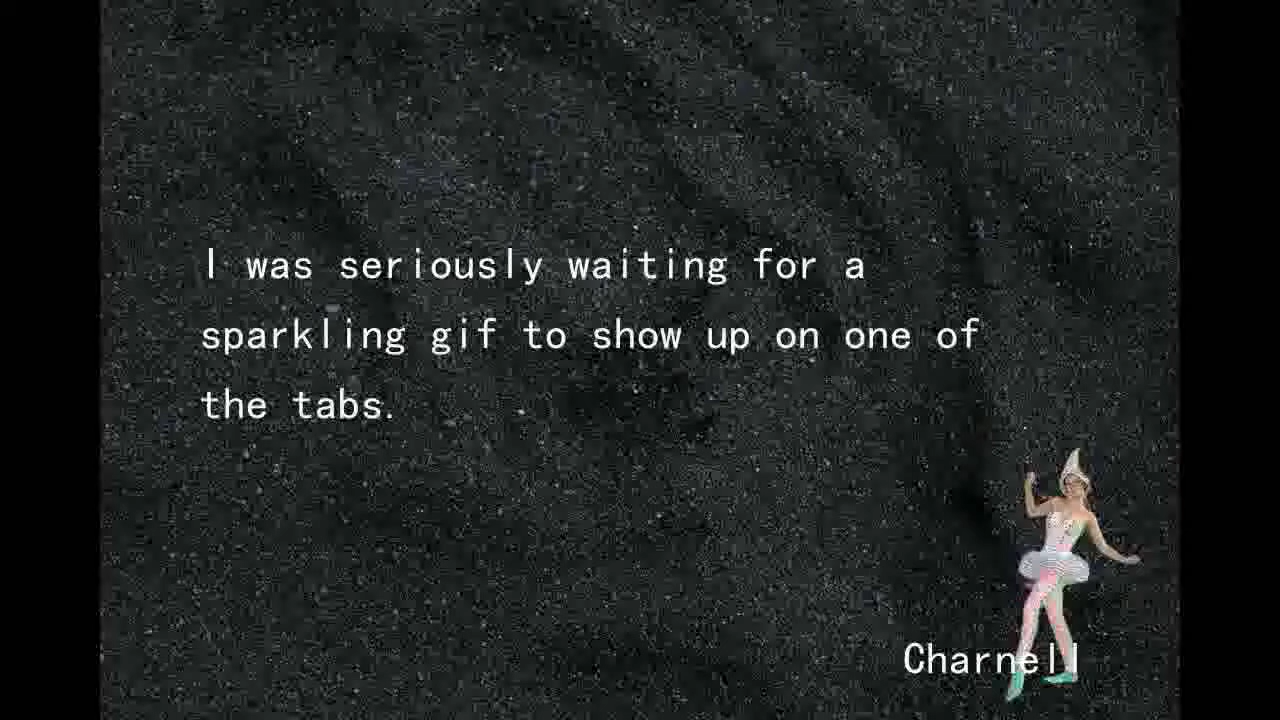 I was seriously waiting for a
sparkling gif to show up on one of
the tabs.
Charnell